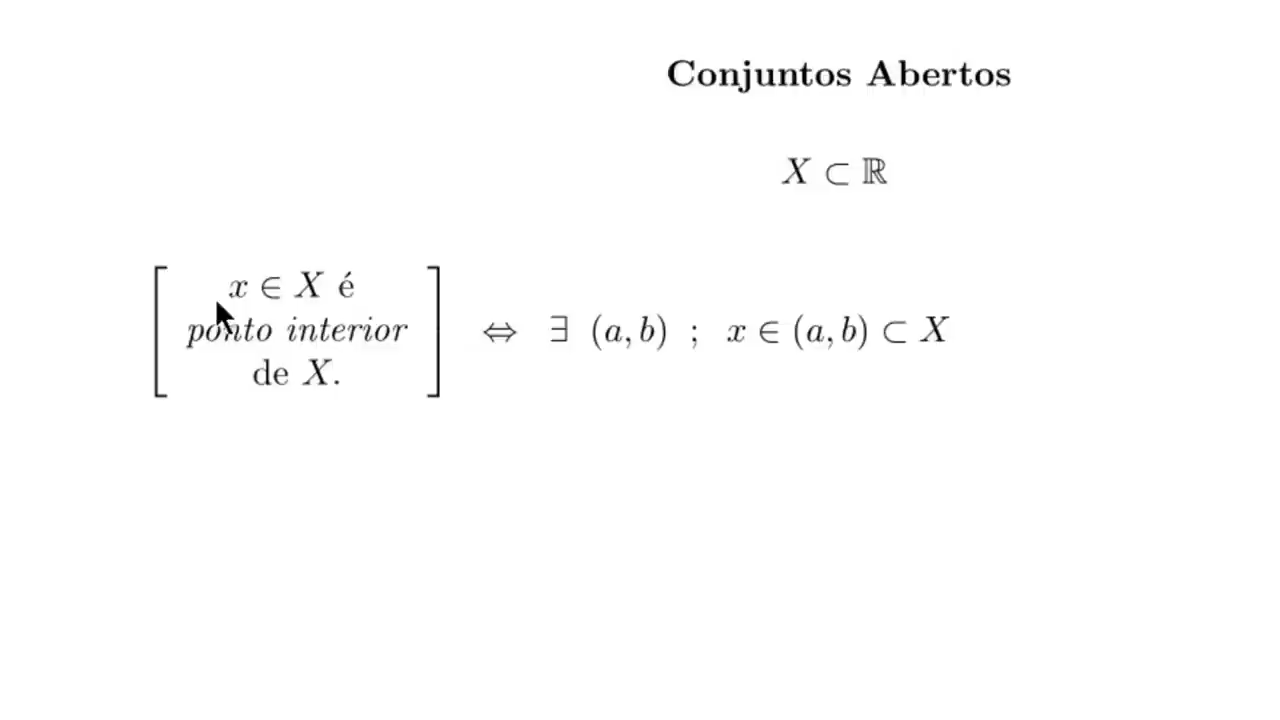 Conjuntos Abertos
X ⊂ ℝ
x ∈ X é
ponto interior
de X.
⇔ ∃ (a, b) ; x ∈ (a, b) ⊂ X